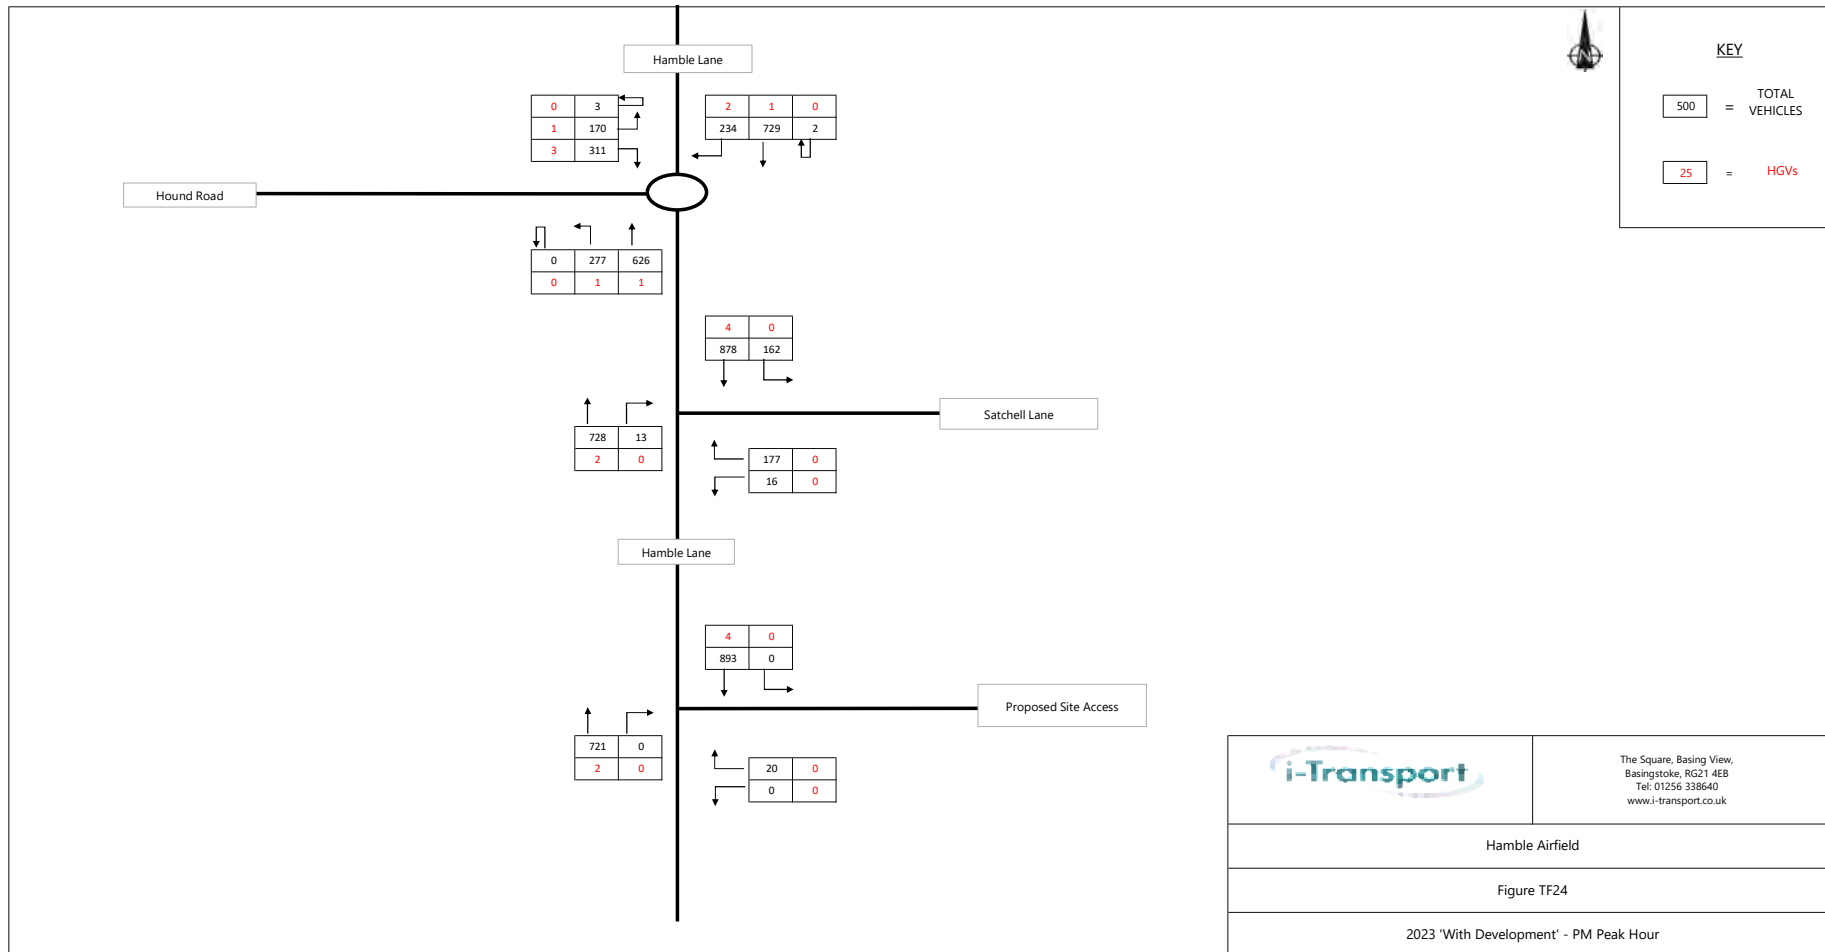 Hamble Lane
KEY
500 = TOTAL VEHICLES
25 = HGVs
0 3
1 170
3 311
2 1 0
234 729 2
Hound Road
0 277 626
0 1 1
4 0
878 162
Satchell Lane
728 13
2 0
177 0
16 0
Hamble Lane
4 0
893 0
Proposed Site Access
721 0
2 0
20 0
0 0
i-Transport
The Square, Basing View,
Basingstoke, RG21 4EB
Tel: 01256 338640
www.i-transport.co.uk
Hamble Airfield
Figure TF24
2023 'With Development' - PM Peak Hour